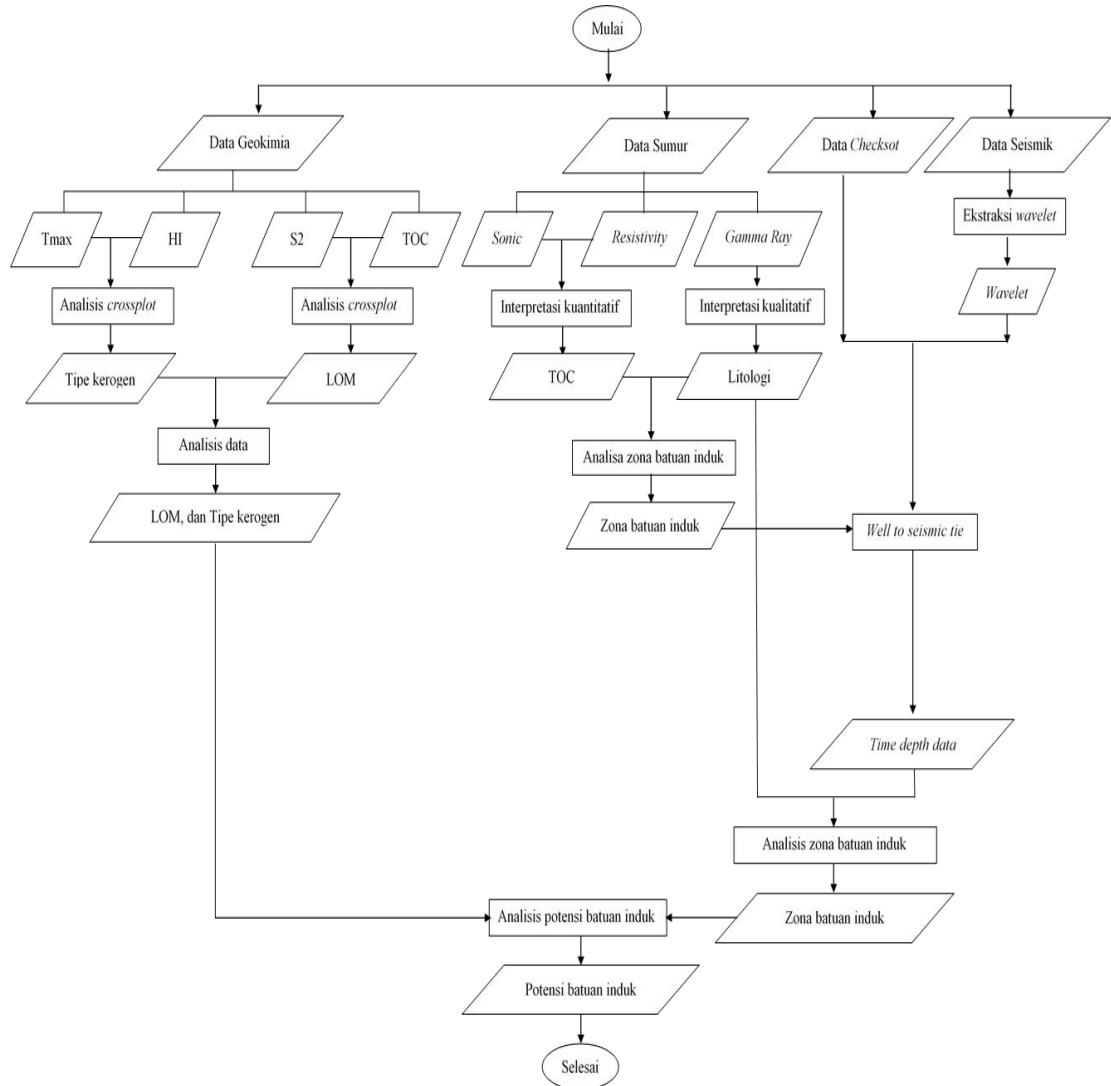 Mulai
Data Geokimia
Data Sumur
Data Checksot
Data Seismik
Tmax
HI
S2
TOC
Sonic
Resistivity
Gamma Ray
Ekstraksi wavelet
Analisis crossplot
Analisis crossplot
Interpretasi kuantitatif
Interpretasi kualitatif
Wavelet
Tipe kerogen
LOM
TOC
Litologi
Analisis data
Analisa zona batuan induk
LOM, dan Tipe kerogen
Zona batuan induk
Well to seismic tie
Time depth data
Analisis zona batuan induk
Analisis potensi batuan induk
Zona batuan induk
Potensi batuan induk
Selesai